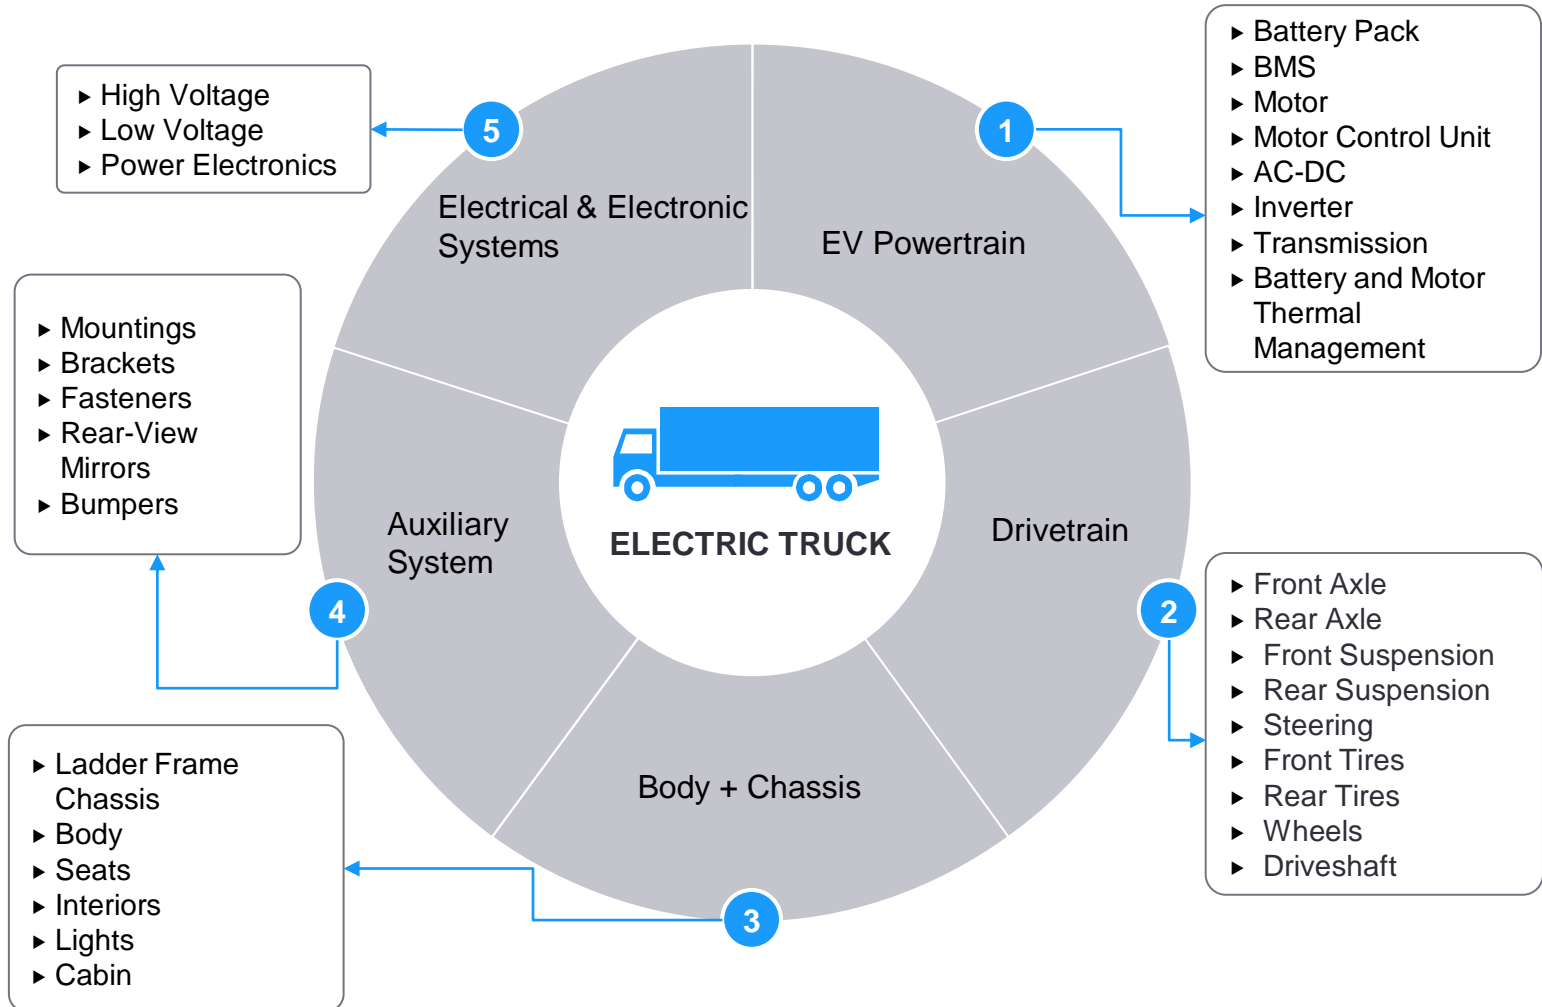 Battery Pack
BMS
Motor
Motor Control Unit
AC-DC
Inverter
Transmission
Battery and Motor
Thermal
Management
1
EV Powertrain
High Voltage
Low Voltage
Power Electronics
5
Electrical & Electronic
Systems
Mountings
Brackets
Fasteners
Rear-View
Mirrors
Bumpers
4
Auxiliary
System
ELECTRIC TRUCK
Drivetrain
2
Front Axle
Rear Axle
Front Suspension
Rear Suspension
Steering
Front Tires
Rear Tires
Wheels
Driveshaft
Body + Chassis
3
Ladder Frame
Chassis
Body
Seats
Interiors
Lights
Cabin